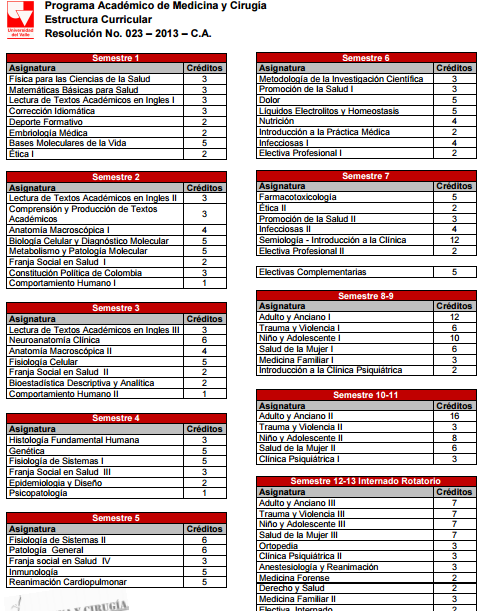 Programa Académico de Medicina y Cirugía
Estructura Curricular
Resolución No. 023 – 2013 – C.A.
Universidad
del Valle
Semestre 1
Asignatura Créditos
Física para las Ciencias de la Salud 3
Matemáticas Básicas para Salud 3
Lectura de Textos Académicos en Ingles I 3
Corrección Idiomática 3
Deporte Formativo 2
Embriología Médica 2
Bases Moleculares de la Vida 5
Ética I 2
Semestre 2
Asignatura Créditos
Lectura de Textos Académicos en Ingles II 3
Comprensión y Producción de Textos
Académicos 3
Anatomía Macroscópica I 4
Biología Celular y Diagnóstico Molecular 5
Metabolismo y Patología Molecular 5
Franja Social en Salud I 2
Constitución Política de Colombia 3
Comportamiento Humano I 1
Semestre 3
Asignatura Créditos
Lectura de Textos Académicos en Ingles III 3
Neuroanatomía Clínica 6
Anatomía Macroscópica II 4
Fisiología Celular 5
Franja Social en Salud II 2
Bioestadística Descriptiva y Analítica 2
Comportamiento Humano II 1
Semestre 4
Asignatura Créditos
Histología Fundamental Humana 3
Genética 5
Fisiología de Sistemas I 5
Franja Social en Salud III 3
Epidemiologia y Diseño 2
Psicopatología 1
Semestre 5
Asignatura Créditos
Fisiología de Sistemas II 6
Patología General 6
Franja social en Salud IV 3
Inmunología 5
Reanimación Cardiopulmonar 5
Y CIRUGÍA
Semestre 6
Asignatura Créditos
Metodología de la Investigación Científica 3
Promoción de la Salud I 3
Dolor 5
Líquidos Electrolitos y Homeostasis 5
Nutrición 4
Introducción a la Práctica Médica 2
Infecciosas I 4
Electiva Profesional I 2
Semestre 7
Asignatura Créditos
Farmacotoxicología 5
Ética II 2
Promoción de la Salud II 3
Infecciosas II 4
Semiología - Introducción a la Clínica 12
Electiva Profesional II 2
Electivas Complementarias 5
Semestre 8-9
Asignatura Créditos
Adulto y Anciano I 12
Trauma y Violencia I 6
Niño y Adolescente I 10
Salud de la Mujer I 6
Medicina Familiar I 3
Introducción a la Clínica Psiquiátrica 2
Semestre 10-11
Asignatura Créditos
Adulto y Anciano II 16
Trauma y Violencia II 3
Niño y Adolescente II 8
Salud de la Mujer II 6
Clínica Psiquiátrica I 3
Semestre 12-13 Internado Rotatorio
Asignatura Créditos
Adulto y Anciano III 7
Trauma y Violencia III 7
Niño y Adolescente III 7
Salud de la Mujer III 7
Ortopedia 3
Clínica Psiquiátrica II 3
Anestesiología y Reanimación 3
Medicina Forense 2
Derecho y Salud 2
Medicina Familiar II 3
Electiva Internado 2